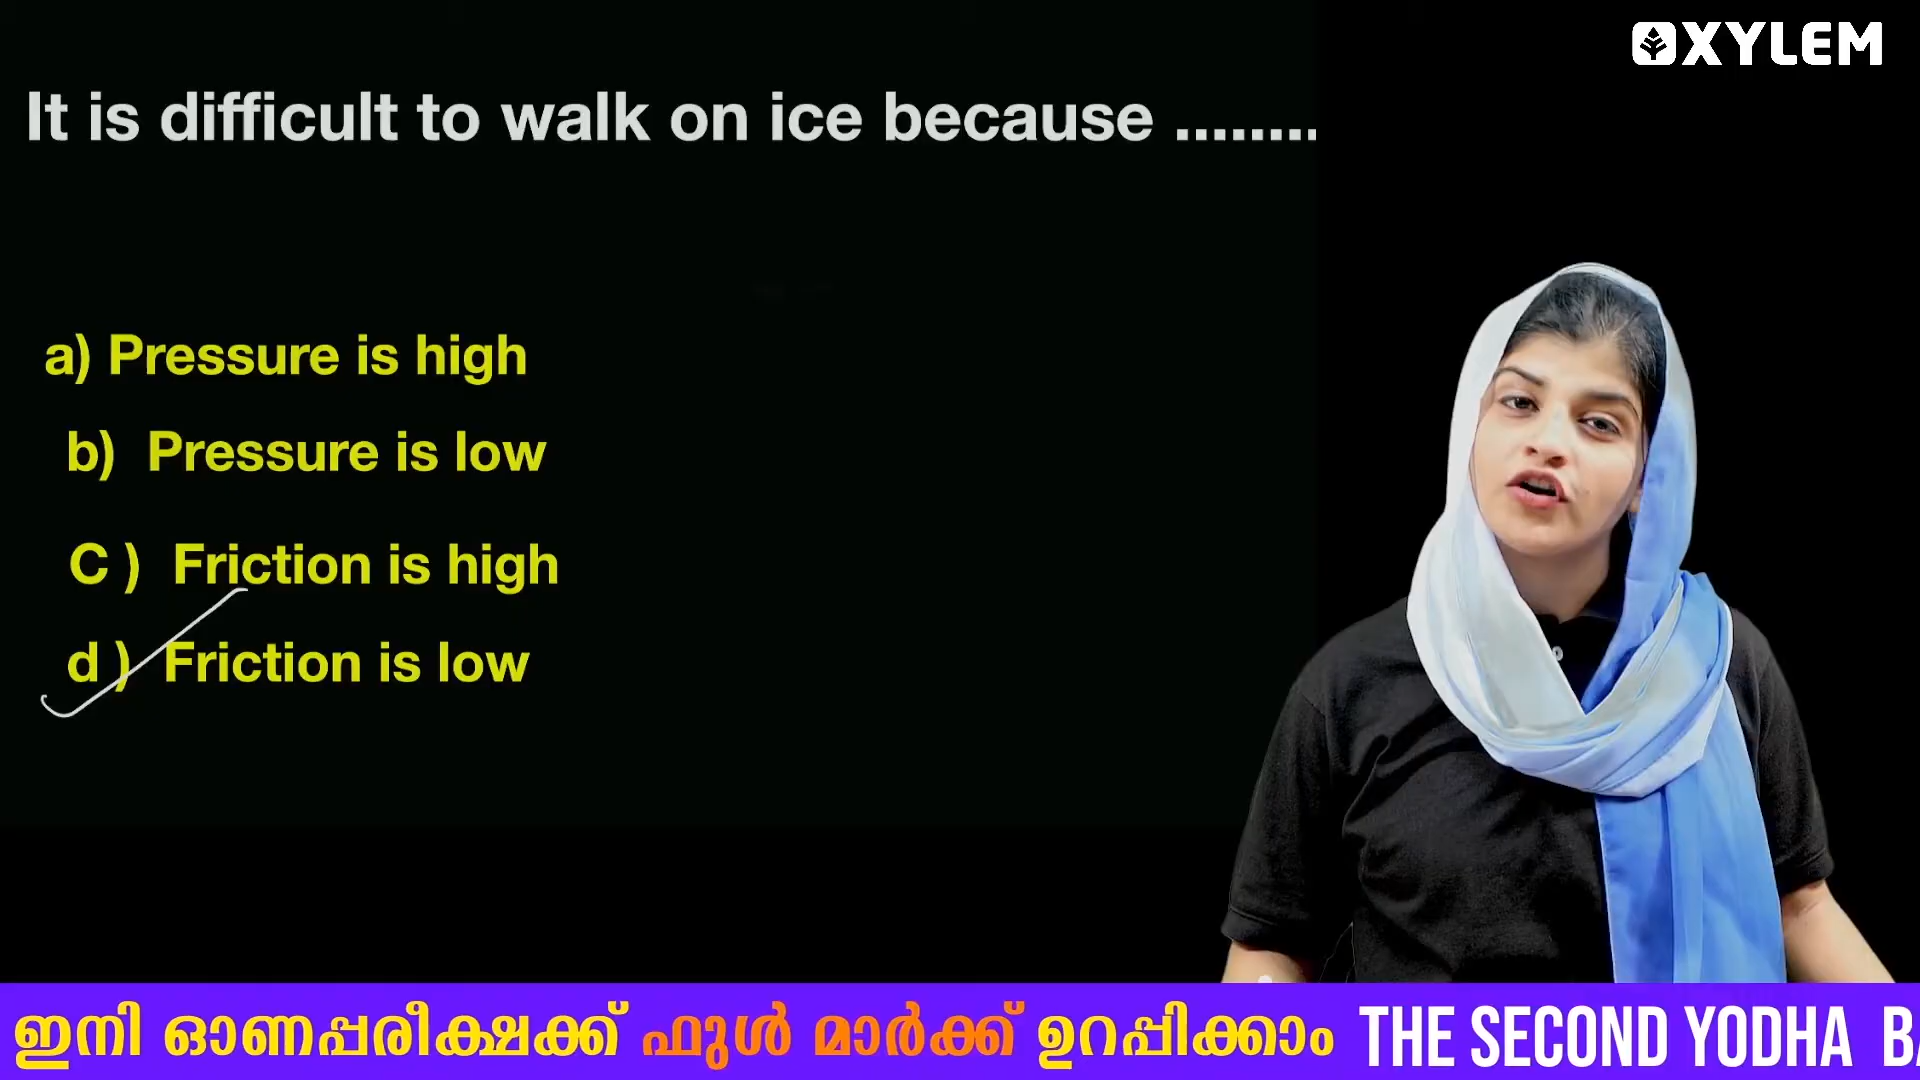 XYLEM
It is difficult to walk on ice because ........
a) Pressure is high
b) Pressure is low
C ) Friction is high
d ) Friction is low
ഇനി ഓണപ്പരീക്ഷക്ക് ഫുൾ മാർക്ക് ഉറപ്പിക്കാം THE SECOND YODHA